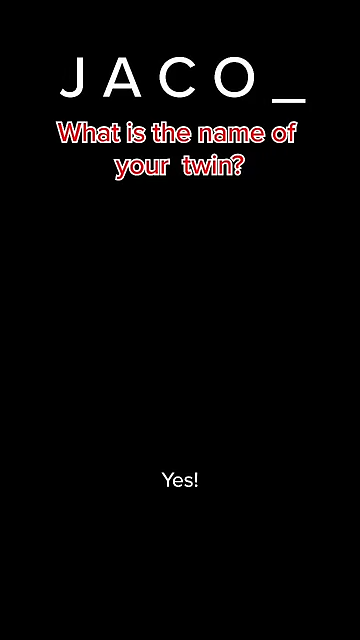 J A C O _
What is the name of
your twin?
Yes!